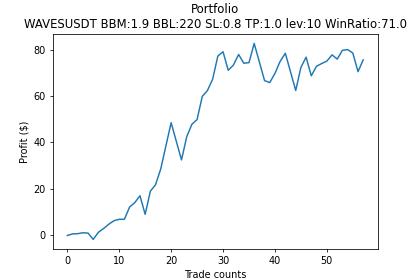 Portfolio
WAVESUSDT BBM:1.9 BBL:220 SL:0.8 TP:1.0 lev:10 WinRatio:71.0
80
60
40
20
0
Profit ($)
0 10 20 30 40 50
Trade counts